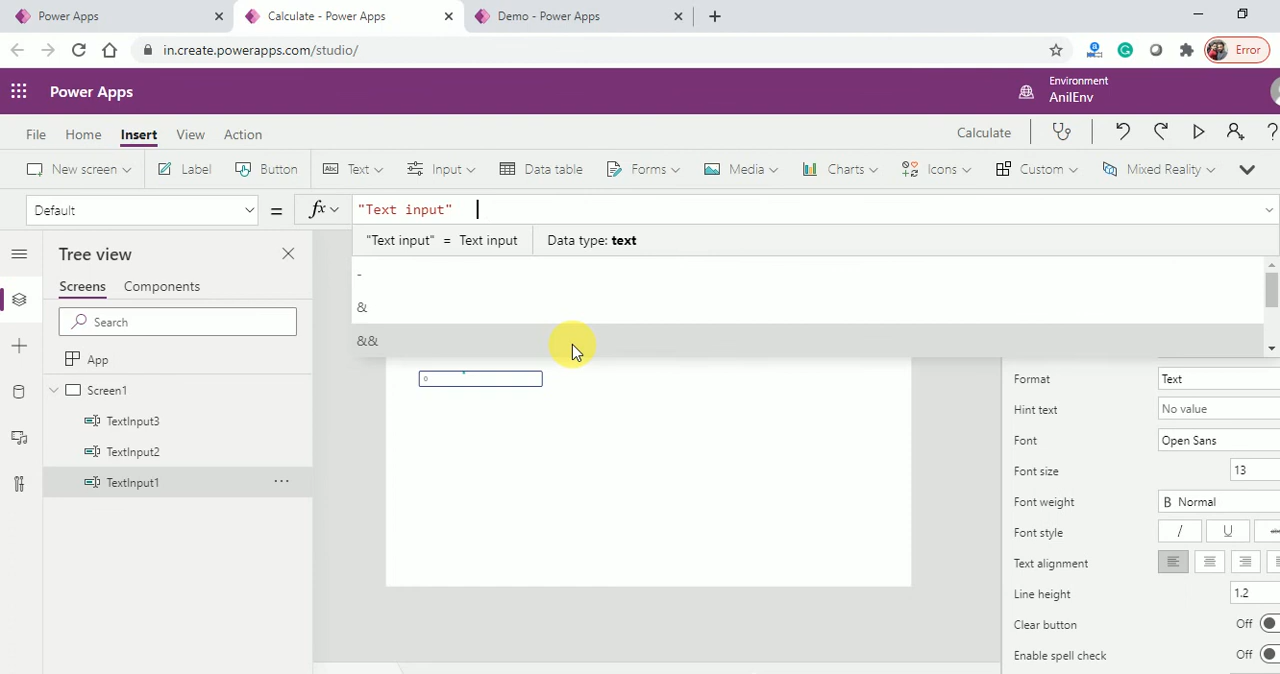 Power Apps
Calculate - Power Apps
Demo - Power Apps
in.create.powerapps.com/studio/
Error
Power Apps
Environment
AnilEnv
File Home Insert View Action
Calculate
New screen Label Button Text Input Data table Forms Media Charts Icons Custom Mixed Reality
Default = fx "Text input"
"Text input" = Text input Data type: text
-
&
&&
Tree view
Screens Components
Search
App
Screen1
TextInput3
TextInput2
TextInput1
0
Format Text
Hint text No value
Font Open Sans
Font size 13
Font weight B Normal
Font style / U abc
Text alignment
Line height 1.2
Clear button Off
Enable spell check Off